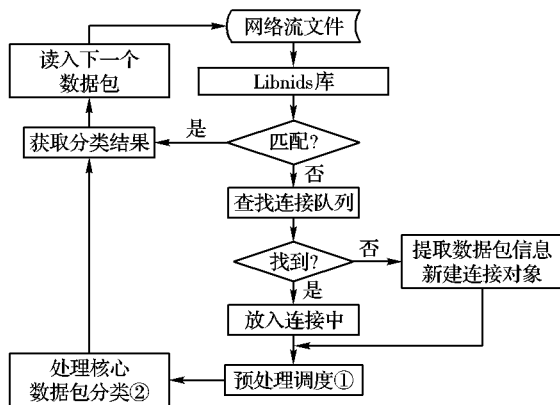 网络流文件
读入下一个
数据包
Libnids库
获取分类结果
是
匹配?
否
查找连接队列
找到?
否
提取数据包信息
新建连接对象
是
放入连接中
处理核心
数据包分类②
预处理调度①